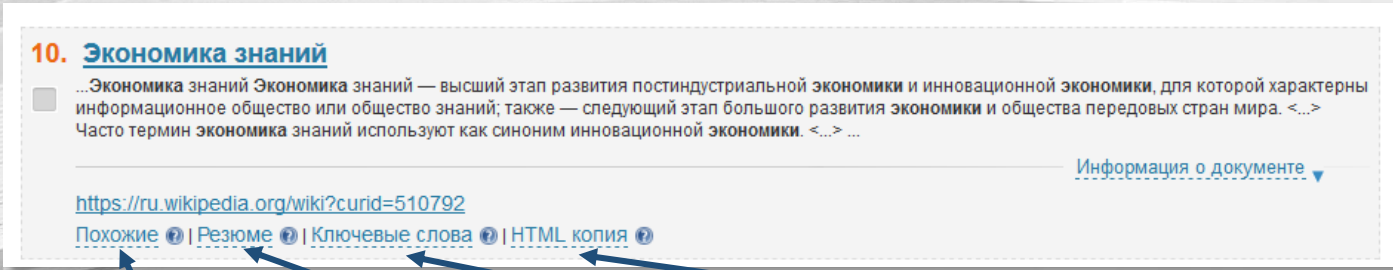 10. Экономика знаний
...Экономика знаний Экономика знаний — высший этап развития постиндустриальной экономики и инновационной экономики, для которой характерны
информационное общество или общество знаний; также — следующий этап большого развития экономики и общества передовых стран мира. <...>
Часто термин экономика знаний используют как синоним инновационной экономики. <...> ...
Информация о документе
https://ru.wikipedia.org/wiki?curid=510792
Похожие ? | Резюме ? | Ключевые слова ? | HTML копия ?